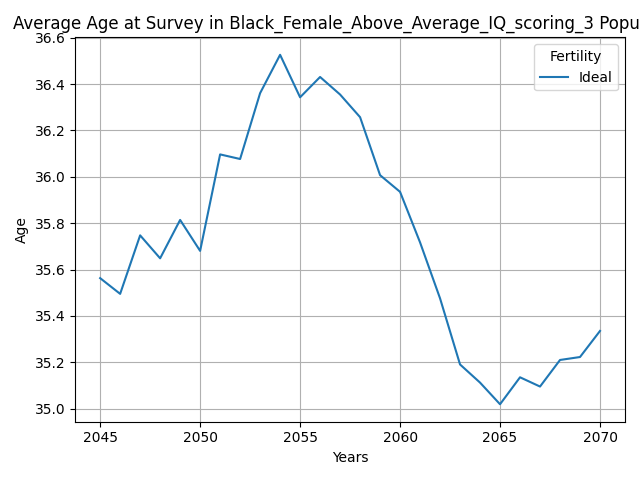 Average Age at Survey in Black_Female_Above_Average_IQ_scoring_3 Popu
36.6
36.4
36.2
36.0
35.8
35.6
35.4
35.2
35.0
Age
Fertility
Ideal
2045 2050 2055 2060 2065 2070
Years